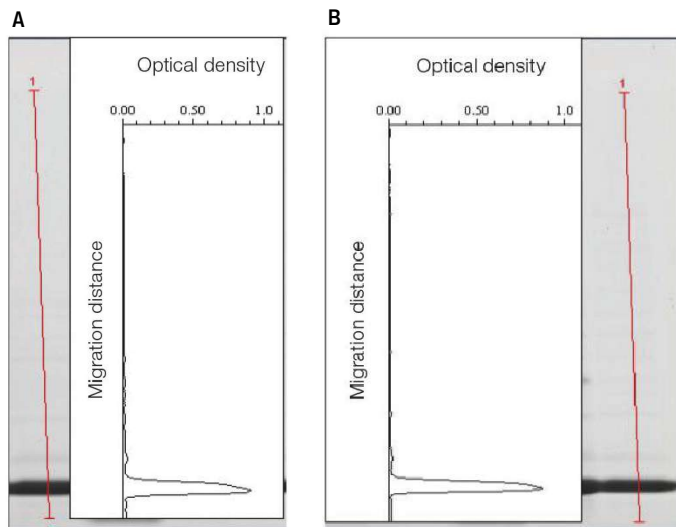 A
1
Optical density
0.00 0.50 1.0
Migration distance
B
Optical density
0.00 0.50 1.0
Migration distance
1